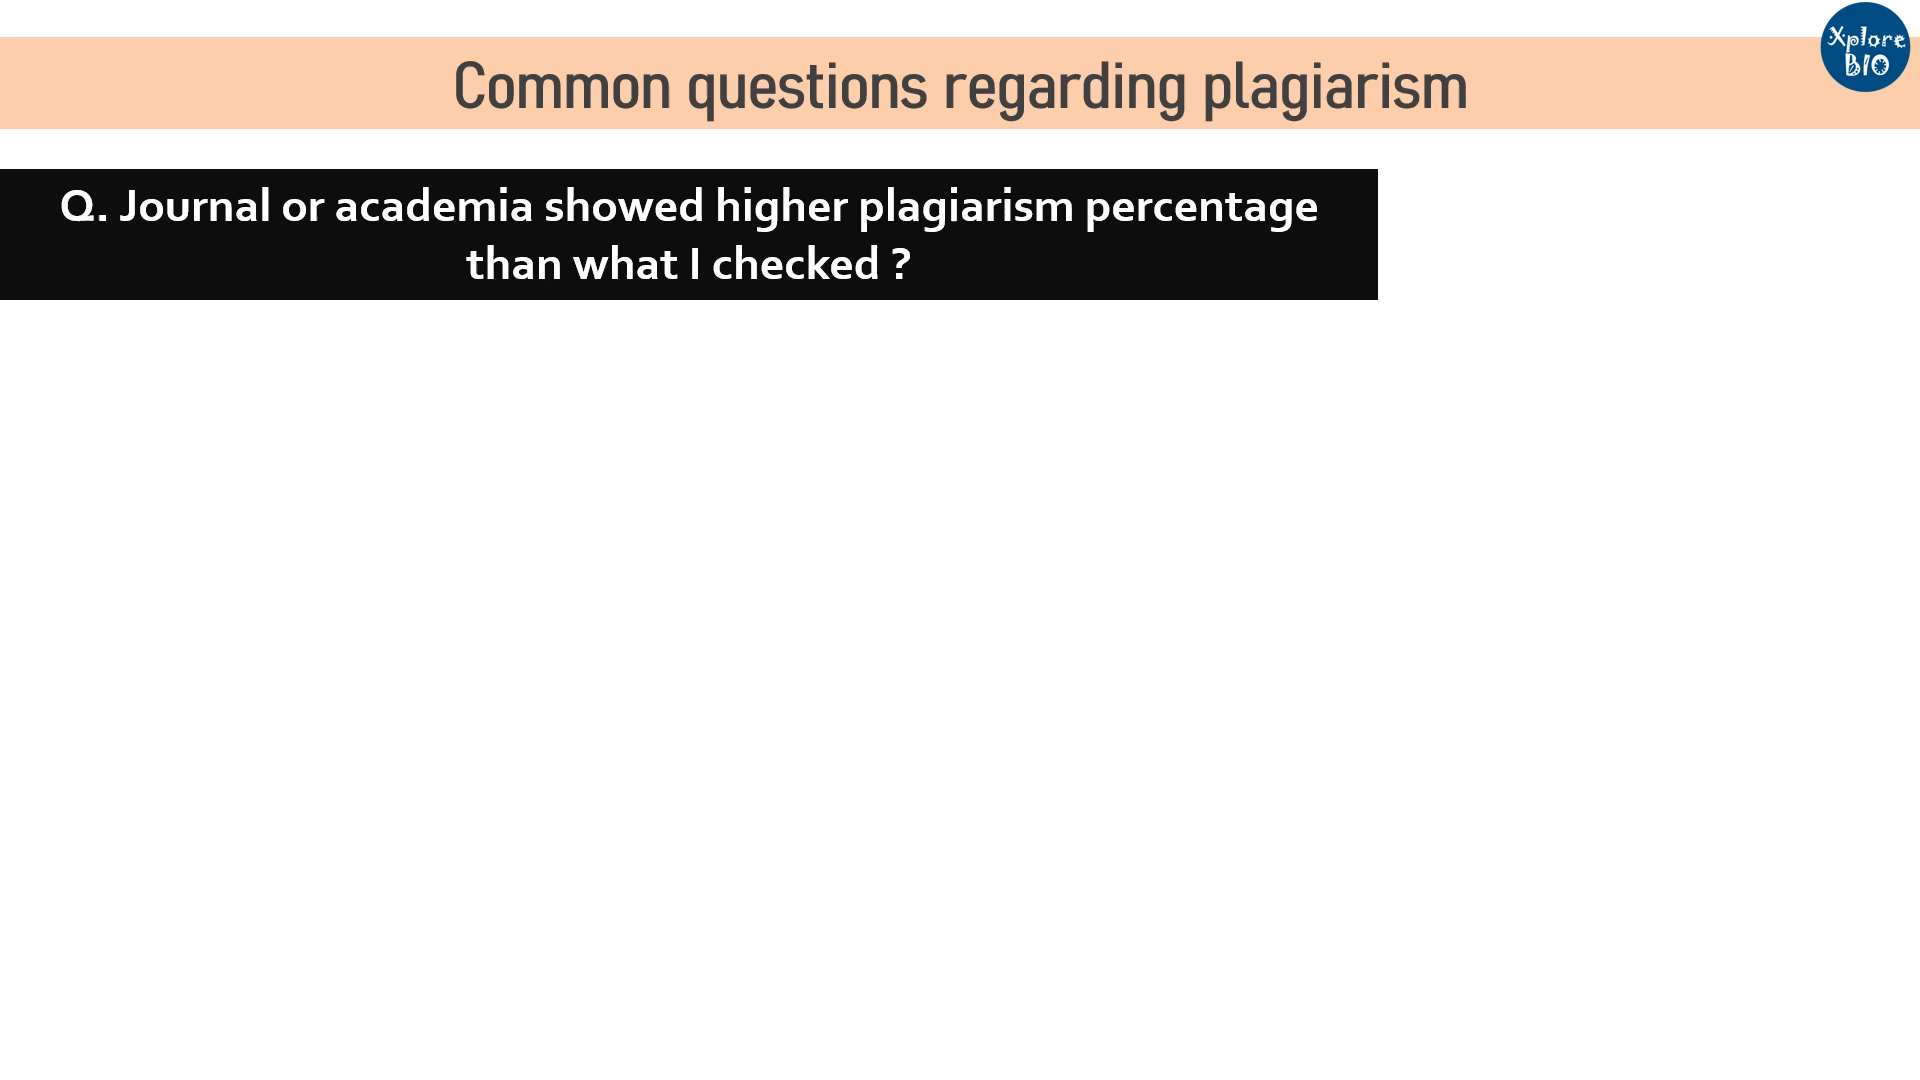 Xplore
BIO
Common questions regarding plagiarism
Q. Journal or academia showed higher plagiarism percentage
than what I checked ?